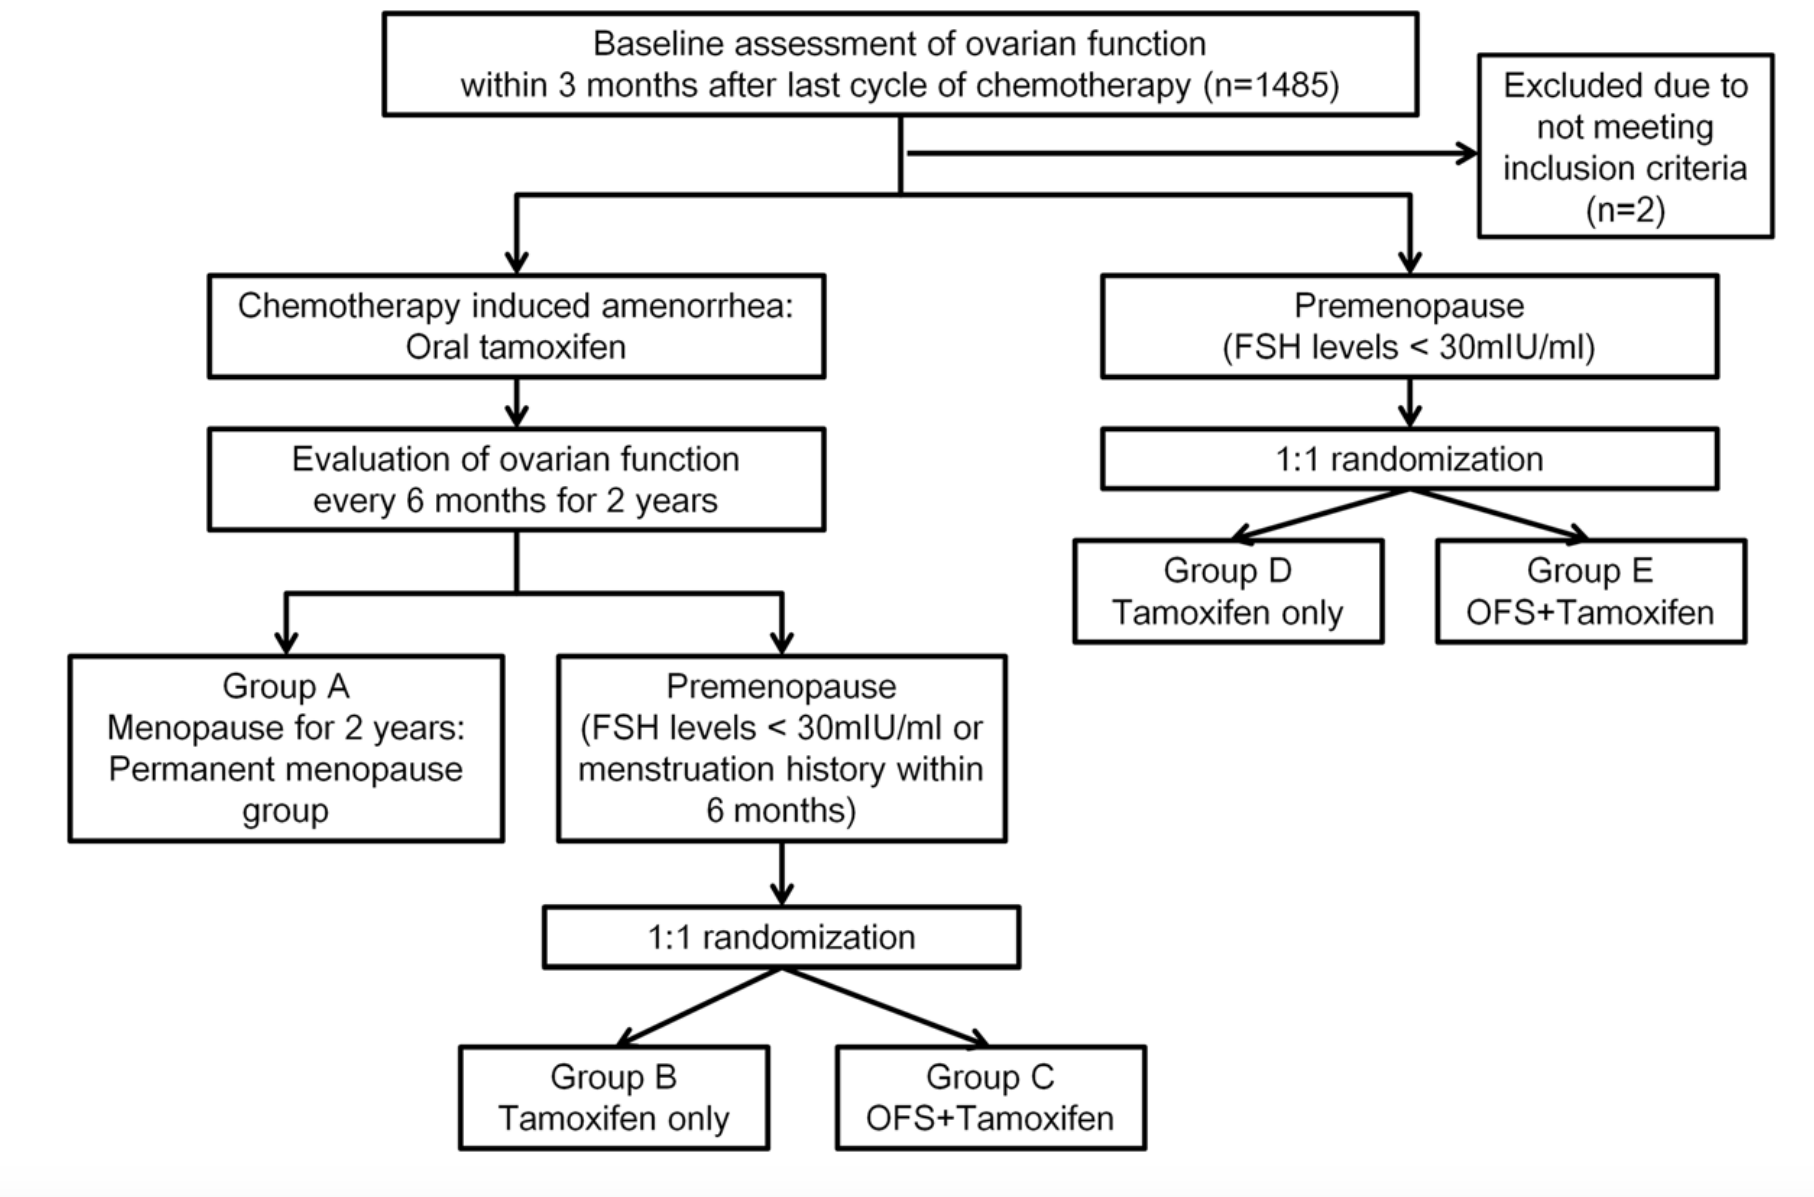 Baseline assessment of ovarian function
within 3 months after last cycle of chemotherapy (n=1485)
Excluded due to
not meeting
inclusion criteria
(n=2)
Chemotherapy induced amenorrhea:
Oral tamoxifen
Premenopause
(FSH levels < 30mIU/ml)
Evaluation of ovarian function
every 6 months for 2 years
1:1 randomization
Group D
Tamoxifen only
Group E
OFS+Tamoxifen
Group A
Menopause for 2 years:
Permanent menopause
group
Premenopause
(FSH levels < 30mIU/ml or
menstruation history within
6 months)
1:1 randomization
Group B
Tamoxifen only
Group C
OFS+Tamoxifen